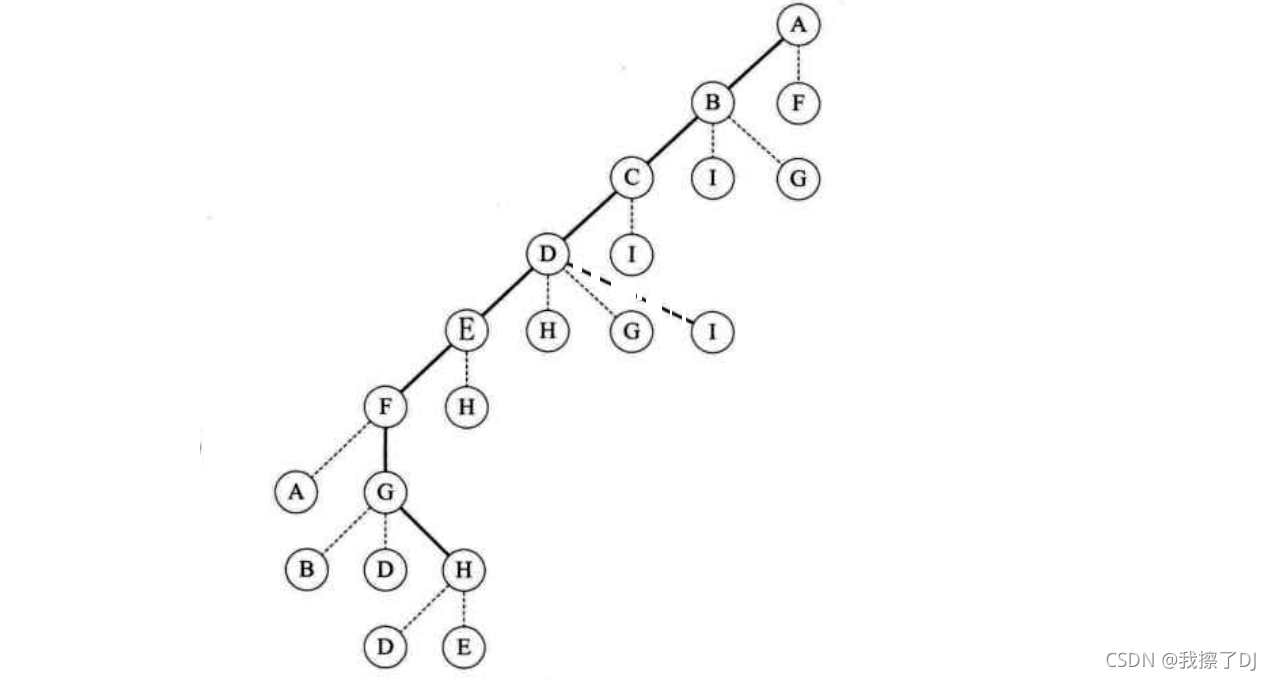 A
B F
C I G
D I
E H G I
F H
A G
B D H
D E
CSDN @我擦了DJ